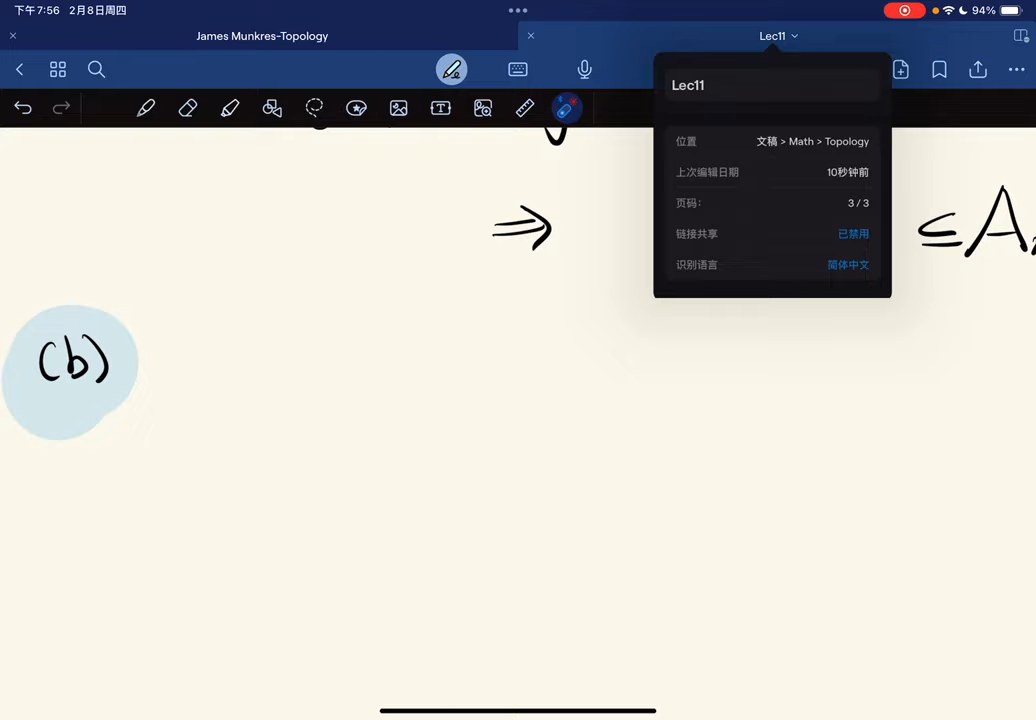 下午7:56 2月8日周四 94%
James Munkres-Topology
Lec11
Lec11
位置 文稿 > Math > Topology
上次编辑日期 10秒钟前
页码： 3 / 3
链接共享 已禁用
识别语言 简体中文
⇒ ⊆ A
(b)